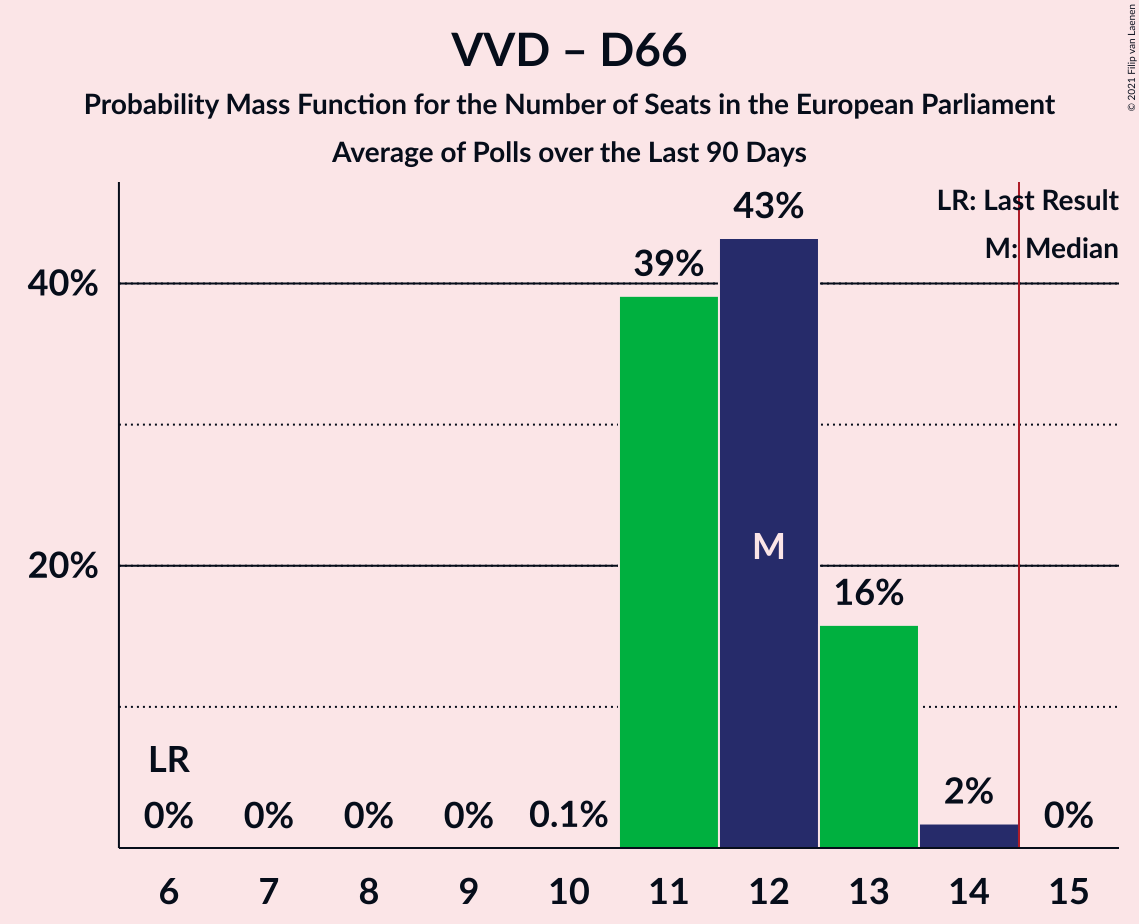 VVD – D66
Probability Mass Function for the Number of Seats in the European Parliament
Average of Polls over the Last 90 Days
© 2021 Filip van Laenen
LR: Last Result
M: Median
43%
39%
40%
M
20%
16%
LR
2%
0% 0% 0% 0% 0.1% 0%
6 7 8 9 10 11 12 13 14 15